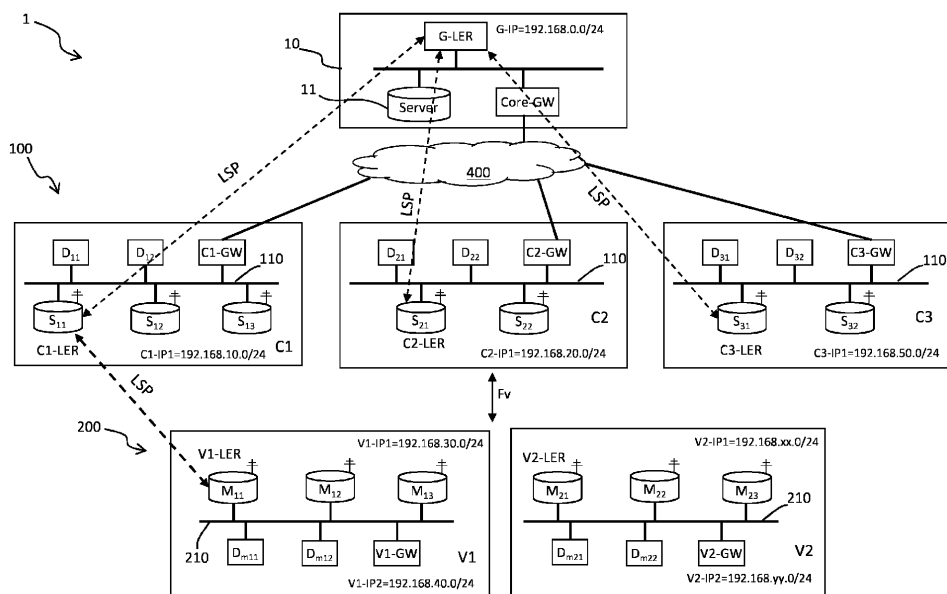 1
10
G-LER
G-IP=192.168.0.0/24
11
Server
Core-GW
100
400
LSP
LSP
LSP
D11
D12
C1-GW
110
S11
S12
S13
C1-LER
C1-IP1=192.168.10.0/24
C1
D21
D22
C2-GW
110
S21
S22
C2-LER
C2-IP1=192.168.20.0/24
C2
D31
D32
C3-GW
110
S31
S32
C3-LER
C3-IP1=192.168.50.0/24
C3
LSP
Fv
200
V1-LER
V1-IP1=192.168.30.0/24
M11
M12
M13
210
Dm11
Dm12
V1-GW
V1
V1-IP2=192.168.40.0/24
V2-LER
V2-IP1=192.168.xx.0/24
M21
M22
M23
210
Dm21
Dm22
V2-GW
V2
V2-IP2=192.168.yy.0/24